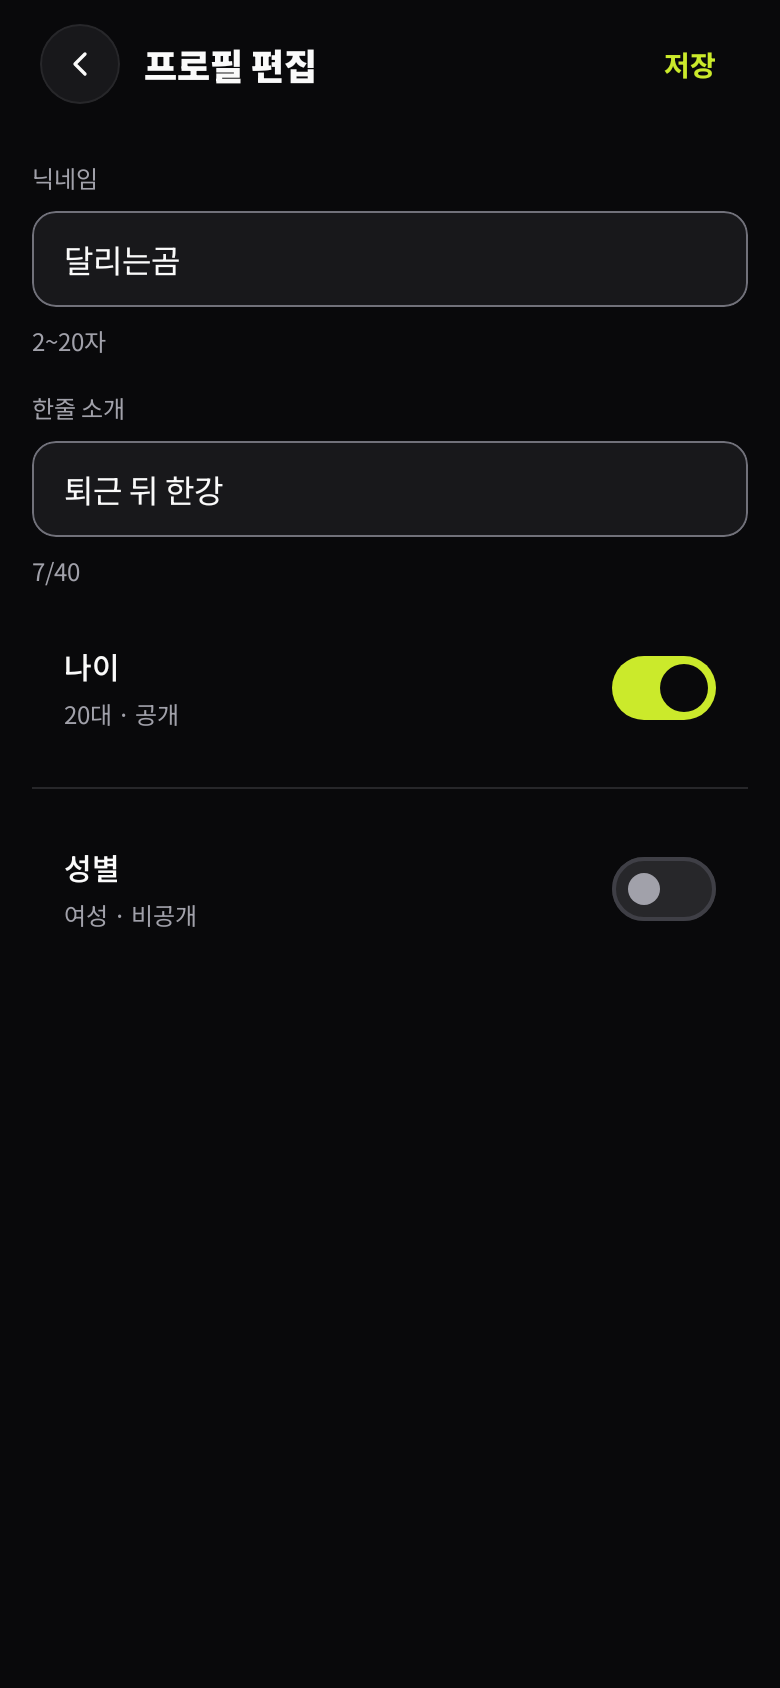 프로필 편집
저장
닉네임
달리는곰
2~20자
한줄 소개
퇴근 뒤 한강
7/40
나이
20대 · 공개
성별
여성 · 비공개